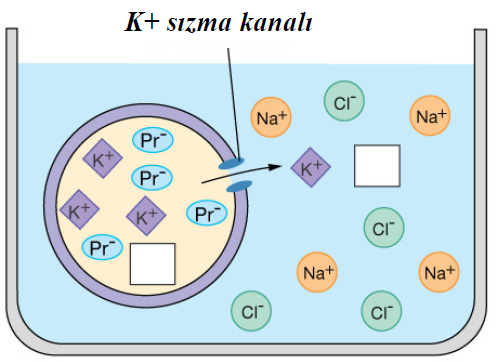 K+ sızma kanalı
Cl⁻
Na⁺
Na⁺
Pr⁻
K⁺
K⁺
Pr⁻
K⁺
K⁺
Pr⁻
Cl⁻
Pr⁻
Na⁺
Na⁺
Cl⁻
Cl⁻